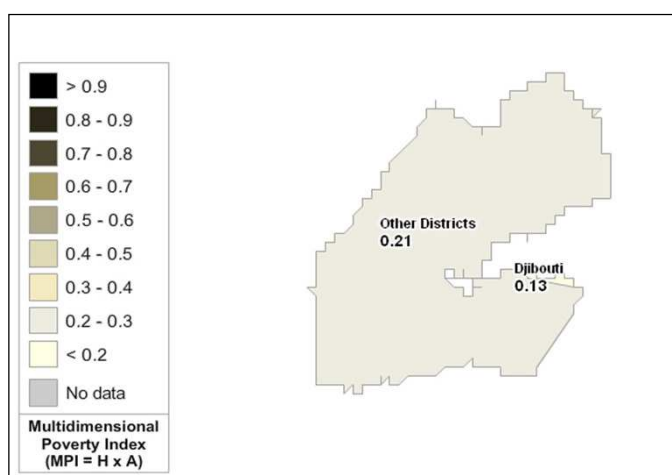 > 0.9
0.8 - 0.9
0.7 - 0.8
0.6 - 0.7
0.5 - 0.6
0.4 - 0.5
0.3 - 0.4
0.2 - 0.3
< 0.2
No data
Multidimensional
Poverty Index
(MPI = H x A)
Other Districts
0.21
Djibouti
0.13